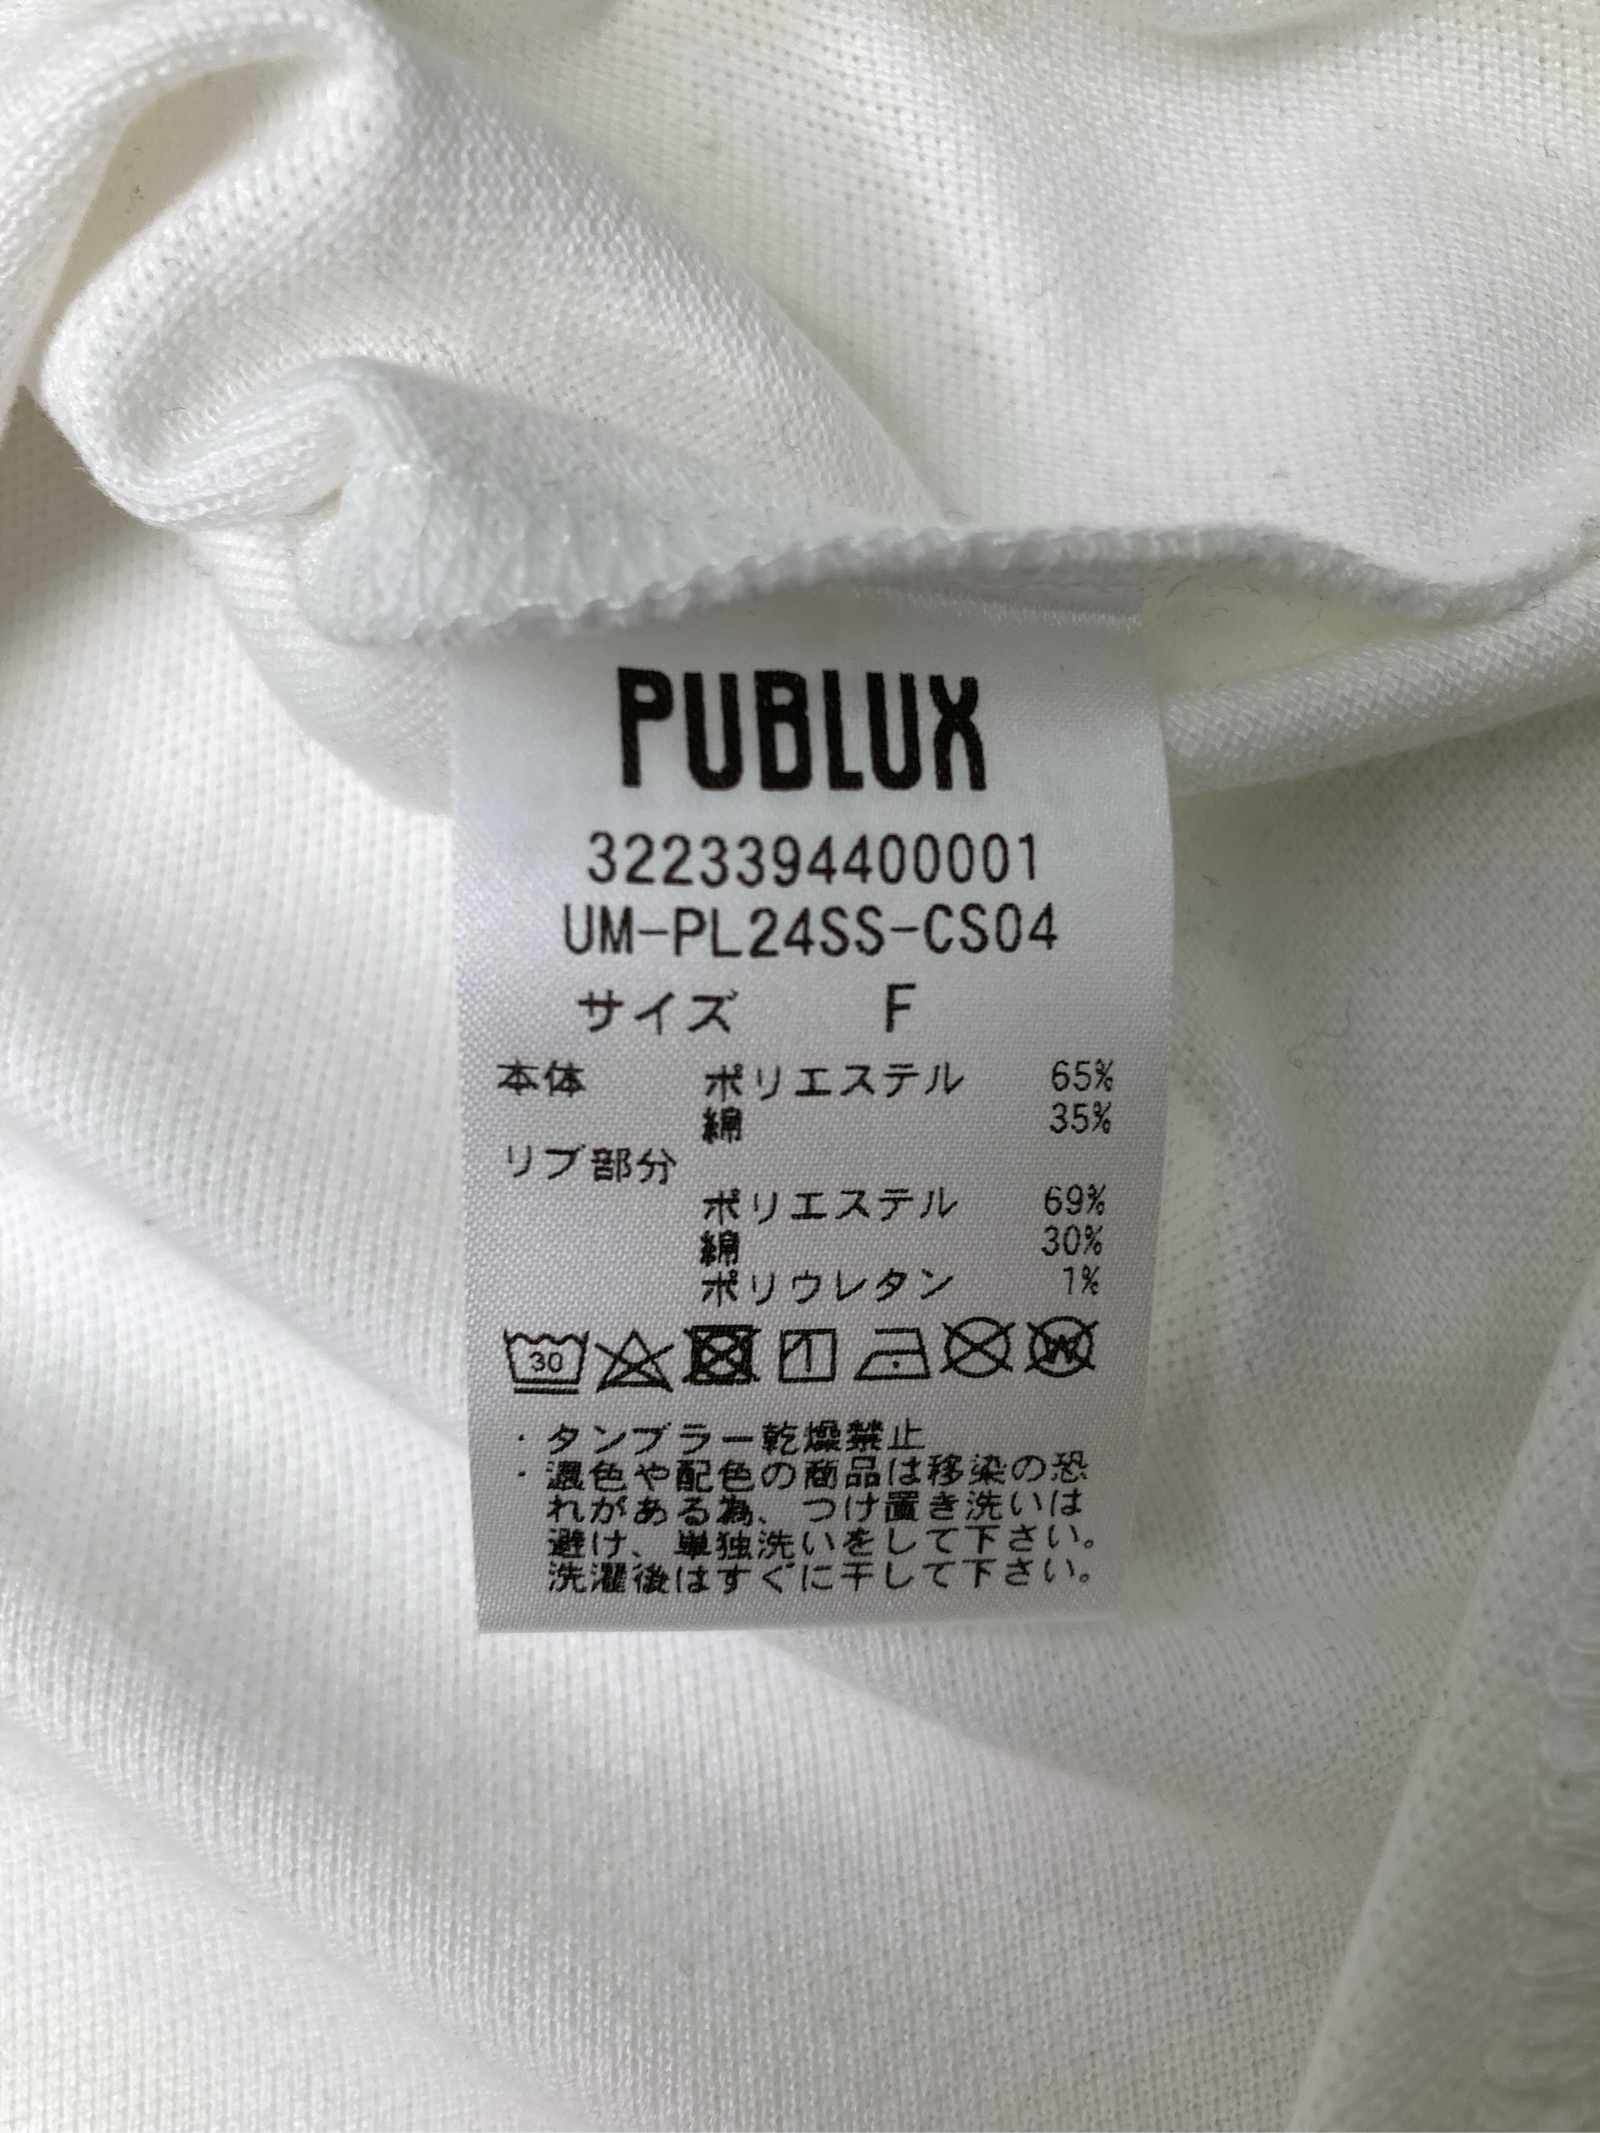 PUBLUX
3223394400001
UM-PL24SS-CS04
サイズ F
本体 ポリエステル 65%
綿 35%
リブ部分
ポリエステル 69%
綿 30%
ポリウレタン 1%
30 W
・タンブラー乾燥禁止
・濃色や配色の商品は移染の恐
れがある為、つけ置き洗いは
避け、単独洗いをして下さい。
洗濯後はすぐに干して下さい。